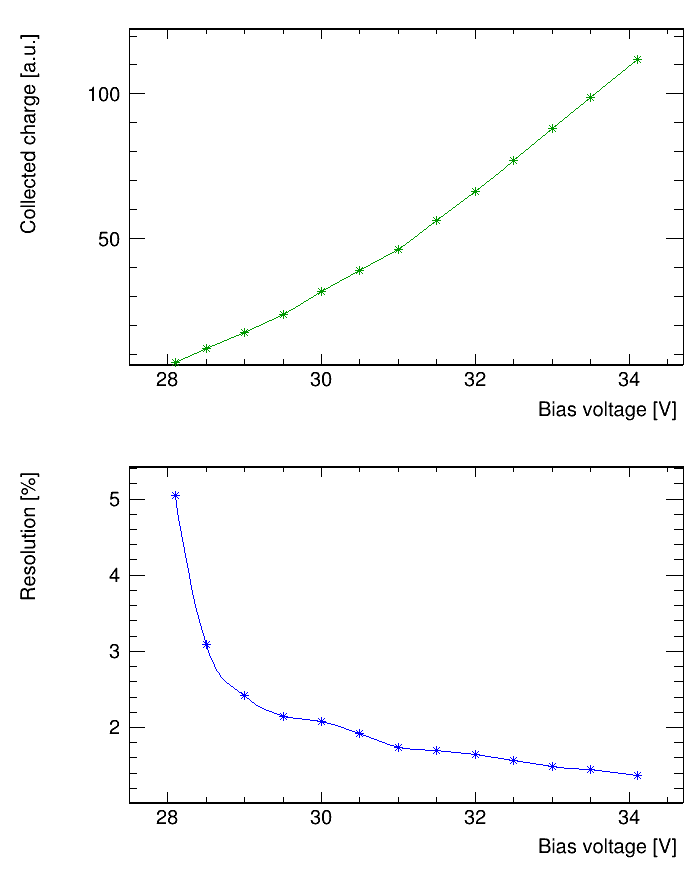 Collected charge [a.u.]
100
50
28 30 32 34
Bias voltage [V]
Resolution [%]
5
4
3
2
28 30 32 34
Bias voltage [V]